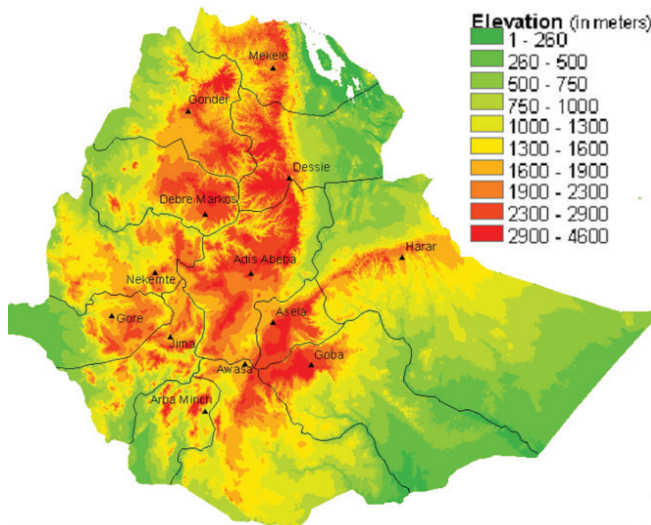 Elevation (in meters)
1 - 260
260 - 500
500 - 750
750 - 1000
1000 - 1300
1300 - 1600
1600 - 1900
1900 - 2300
2300 - 2900
2900 - 4600
Mekele
Gonder
Dessie
Debre Markos
Harar
Adis Abeba
Nekemte
Gore
Asela
Jima
Awasa
Goba
Arba Minch